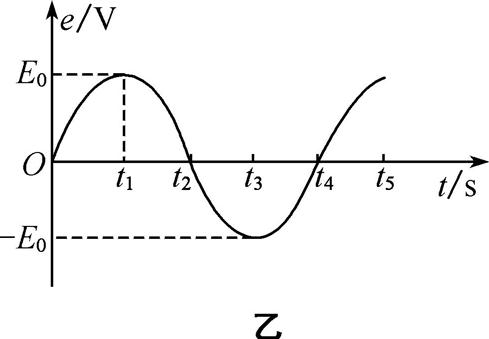 e/V
E₀
O
t₁ t₂ t₃ t₄ t₅
t/s
−E₀
乙